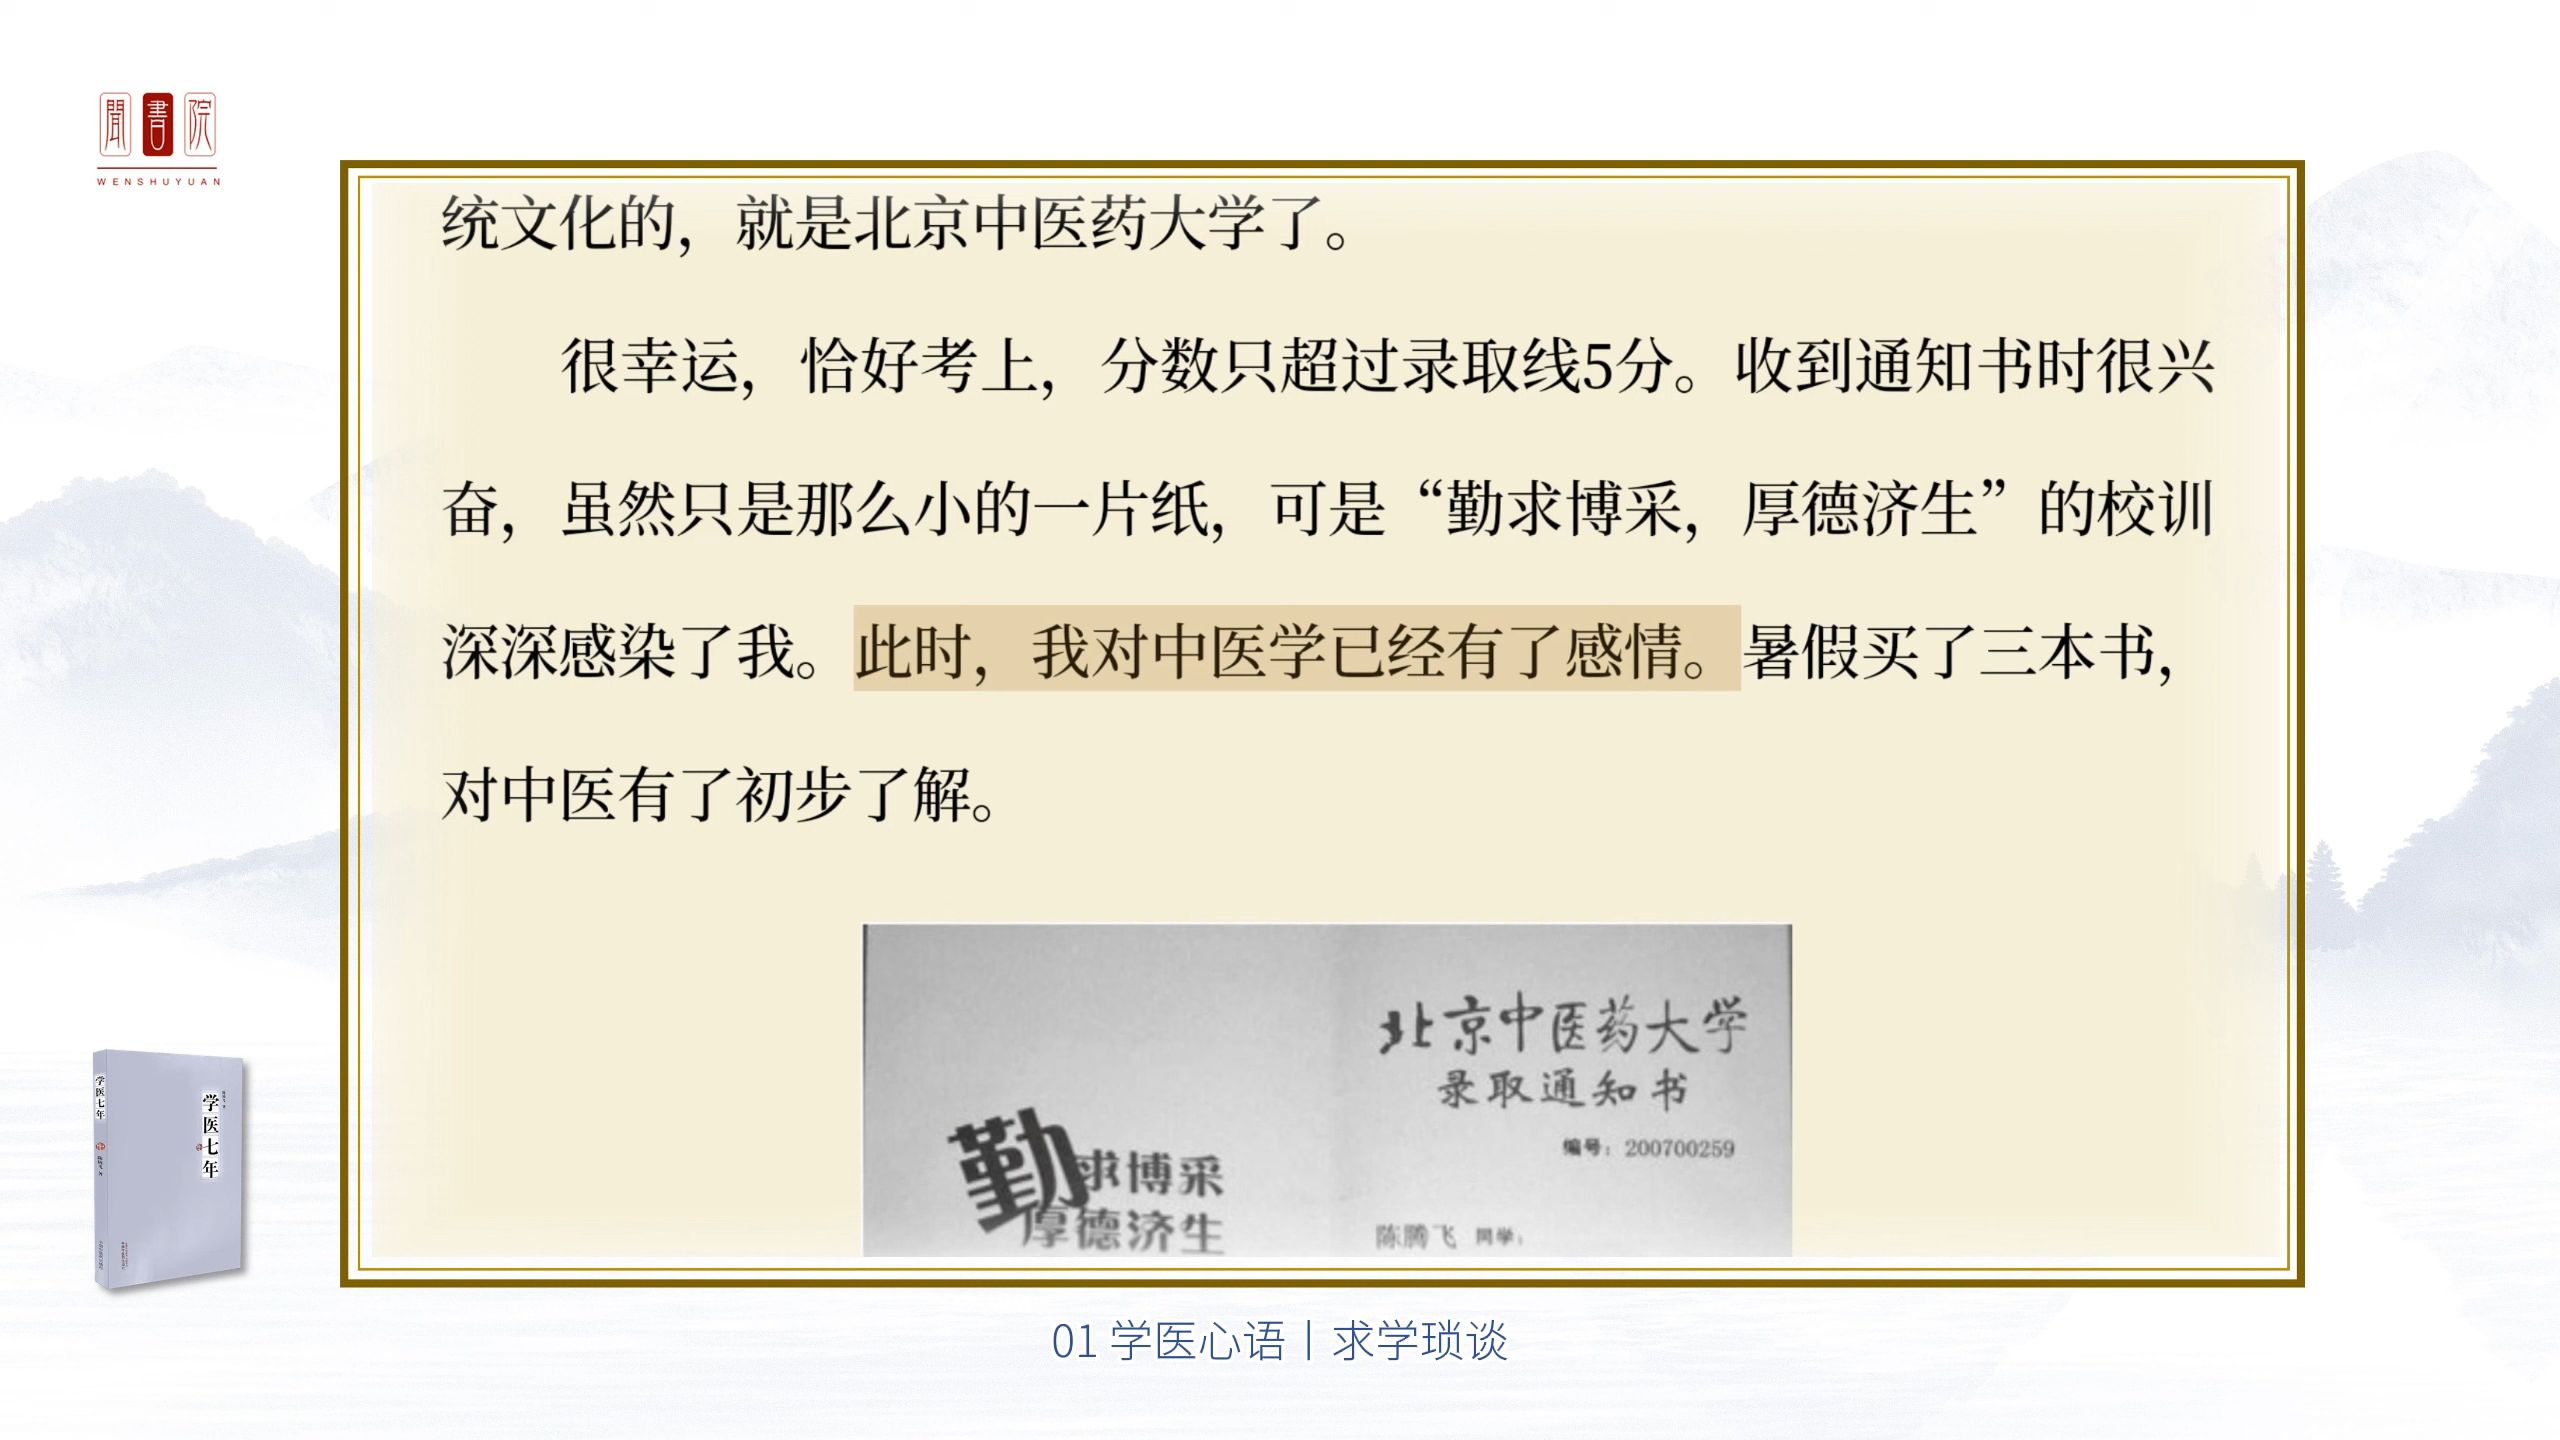 聞書院
WENSHUYUAN
统文化的，就是北京中医药大学了。
很幸运，恰好考上，分数只超过录取线5分。收到通知书时很兴
奋，虽然只是那么小的一片纸，可是“勤求博采，厚德济生”的校训
深深感染了我。此时，我对中医学已经有了感情。暑假买了三本书，
对中医有了初步了解。
北京中医药大学
录取通知书
编号：200700259
勤求博采
厚德济生
陈腾飞 同学：
学医七年
学医七年
01 学医心语丨求学琐谈